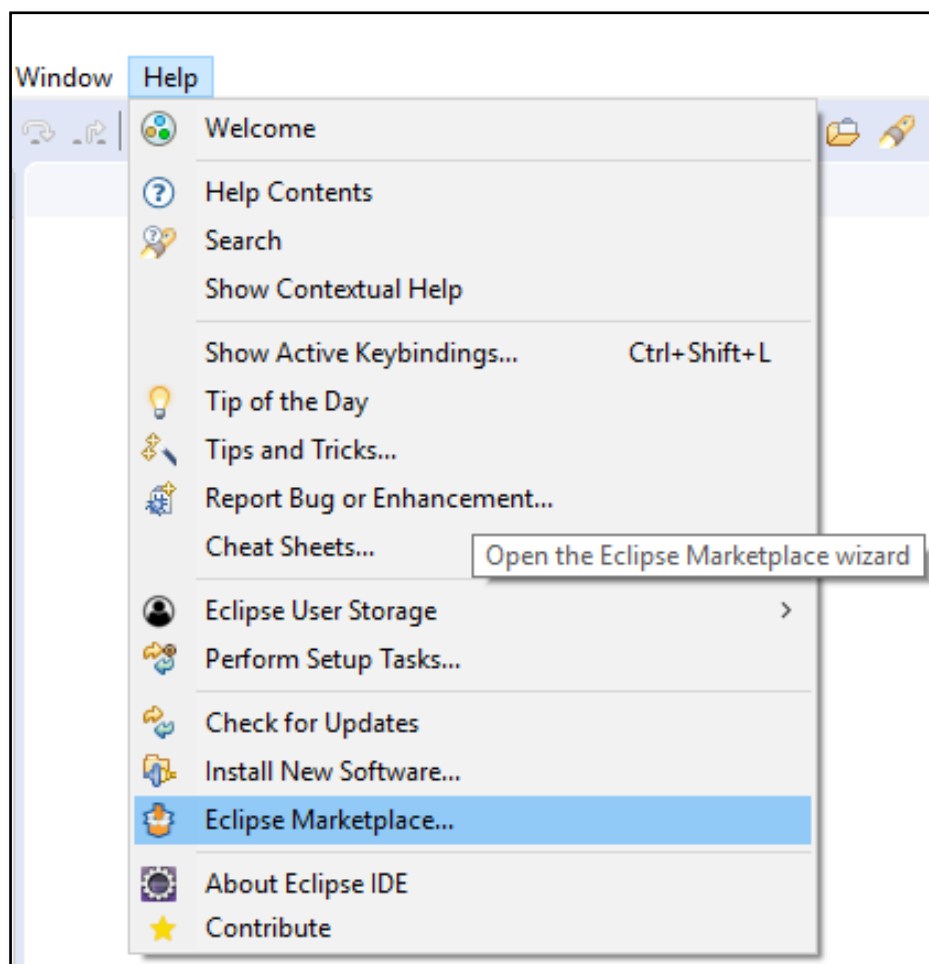 Window Help
Welcome
Help Contents
Search
Show Contextual Help
Show Active Keybindings... Ctrl+Shift+L
Tip of the Day
Tips and Tricks...
Report Bug or Enhancement...
Cheat Sheets...
Open the Eclipse Marketplace wizard
Eclipse User Storage
Perform Setup Tasks...
Check for Updates
Install New Software...
Eclipse Marketplace...
About Eclipse IDE
Contribute